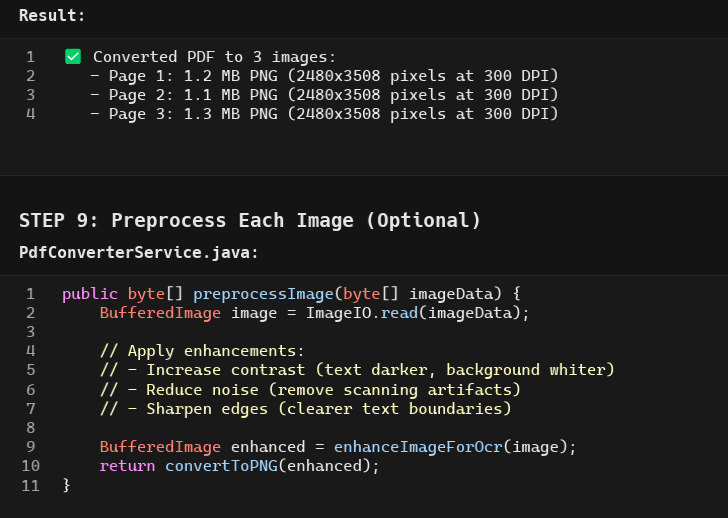 Result:
1 ✅ Converted PDF to 3 images:
2 - Page 1: 1.2 MB PNG (2480x3508 pixels at 300 DPI)
3 - Page 2: 1.1 MB PNG (2480x3508 pixels at 300 DPI)
4 - Page 3: 1.3 MB PNG (2480x3508 pixels at 300 DPI)
STEP 9: Preprocess Each Image (Optional)
PdfConverterService.java:
1 public byte[] preprocessImage(byte[] imageData) {
2     BufferedImage image = ImageIO.read(imageData);
3
4     // Apply enhancements:
5     // - Increase contrast (text darker, background whiter)
6     // - Reduce noise (remove scanning artifacts)
7     // - Sharpen edges (clearer text boundaries)
8
9     BufferedImage enhanced = enhanceImageForOcr(image);
10     return convertToPNG(enhanced);
11 }